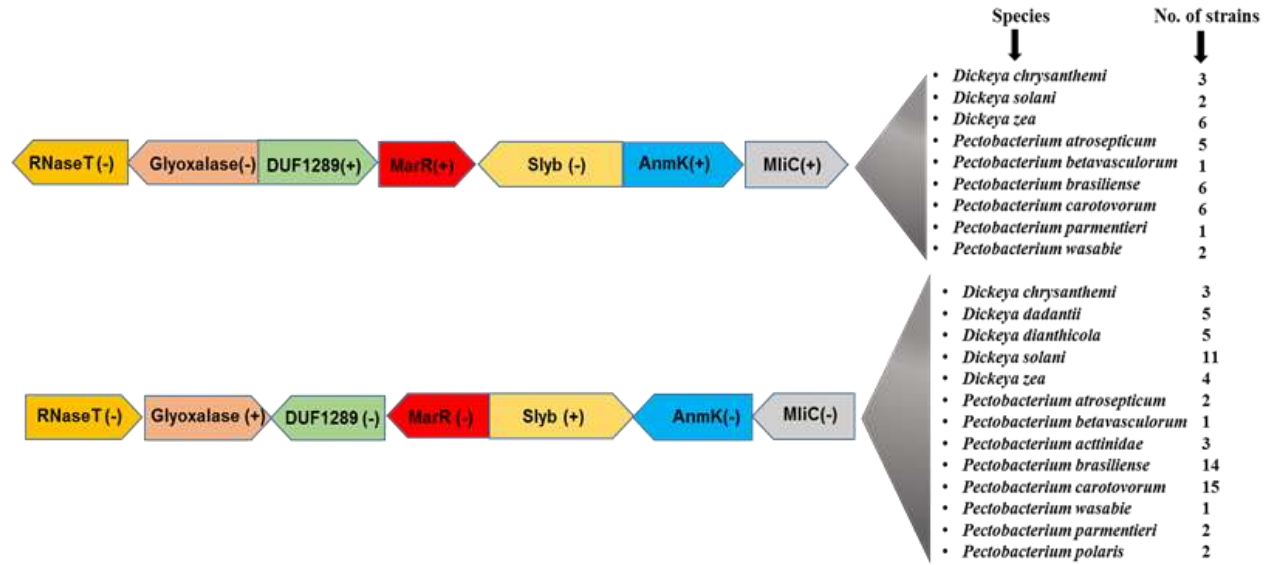 Species No. of strains
• Dickeya chrysanthemi 3
• Dickeya solani 2
• Dickeya zea 6
• Pectobacterium atrosepticum 5
• Pectobacterium betavasculorum 1
• Pectobacterium brasiliense 6
• Pectobacterium carotovorum 6
• Pectobacterium parmentieri 1
• Pectobacterium wasabie 2
RNaseT (-) Glyoxalase(-) DUF1289(+) MarR(+) Slyb (-) AnmK(+) MliC(+)
• Dickeya chrysanthemi 3
• Dickeya dadantii 5
• Dickeya dianthicola 5
• Dickeya solani 11
• Dickeya zea 4
• Pectobacterium atrosepticum 2
• Pectobacterium betavasculorum 1
• Pectobacterium acttinidae 3
• Pectobacterium brasiliense 14
• Pectobacterium carotovorum 15
• Pectobacterium wasabie 1
• Pectobacterium parmentieri 2
• Pectobacterium polaris 2
RNaseT (-) Glyoxalase (+) DUF1289 (-) MarR (-) Slyb (+) AnmK(-) MliC(-)